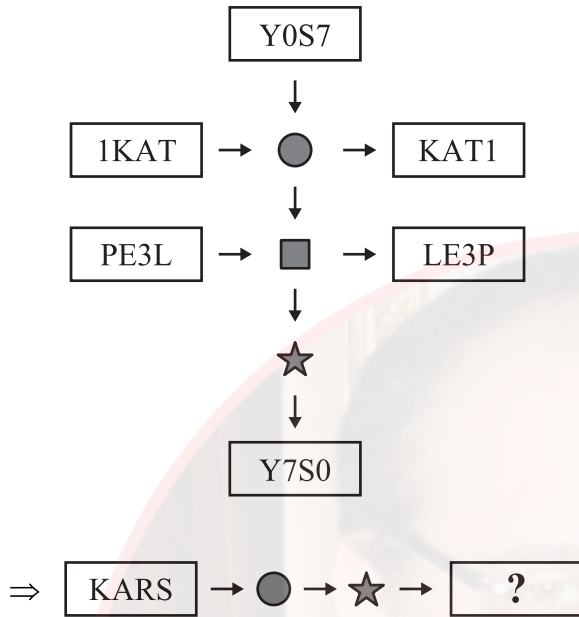 Y0S7
1KAT → → KAT1
PE3L → → LE3P
Y7S0
⇒ KARS → → → ?